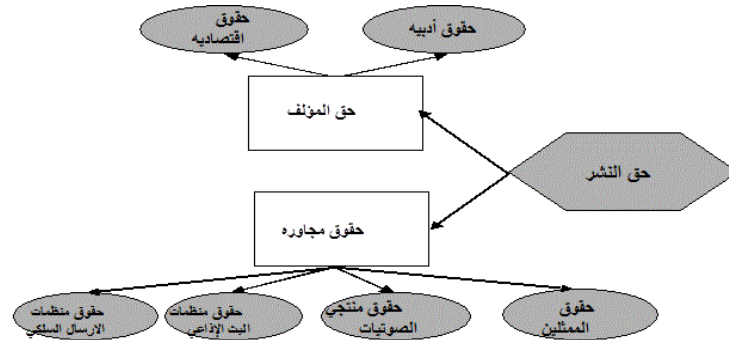 حقوق أدبيه
حقوق
اقتصاديه
حق المؤلف
حق النشر
حقوق مجاوره
حقوق
الممثلين
حقوق منتجي
الصوتيات
حقوق منظمات
البث الإذاعي
حقوق منظمات
الارسال السلكي